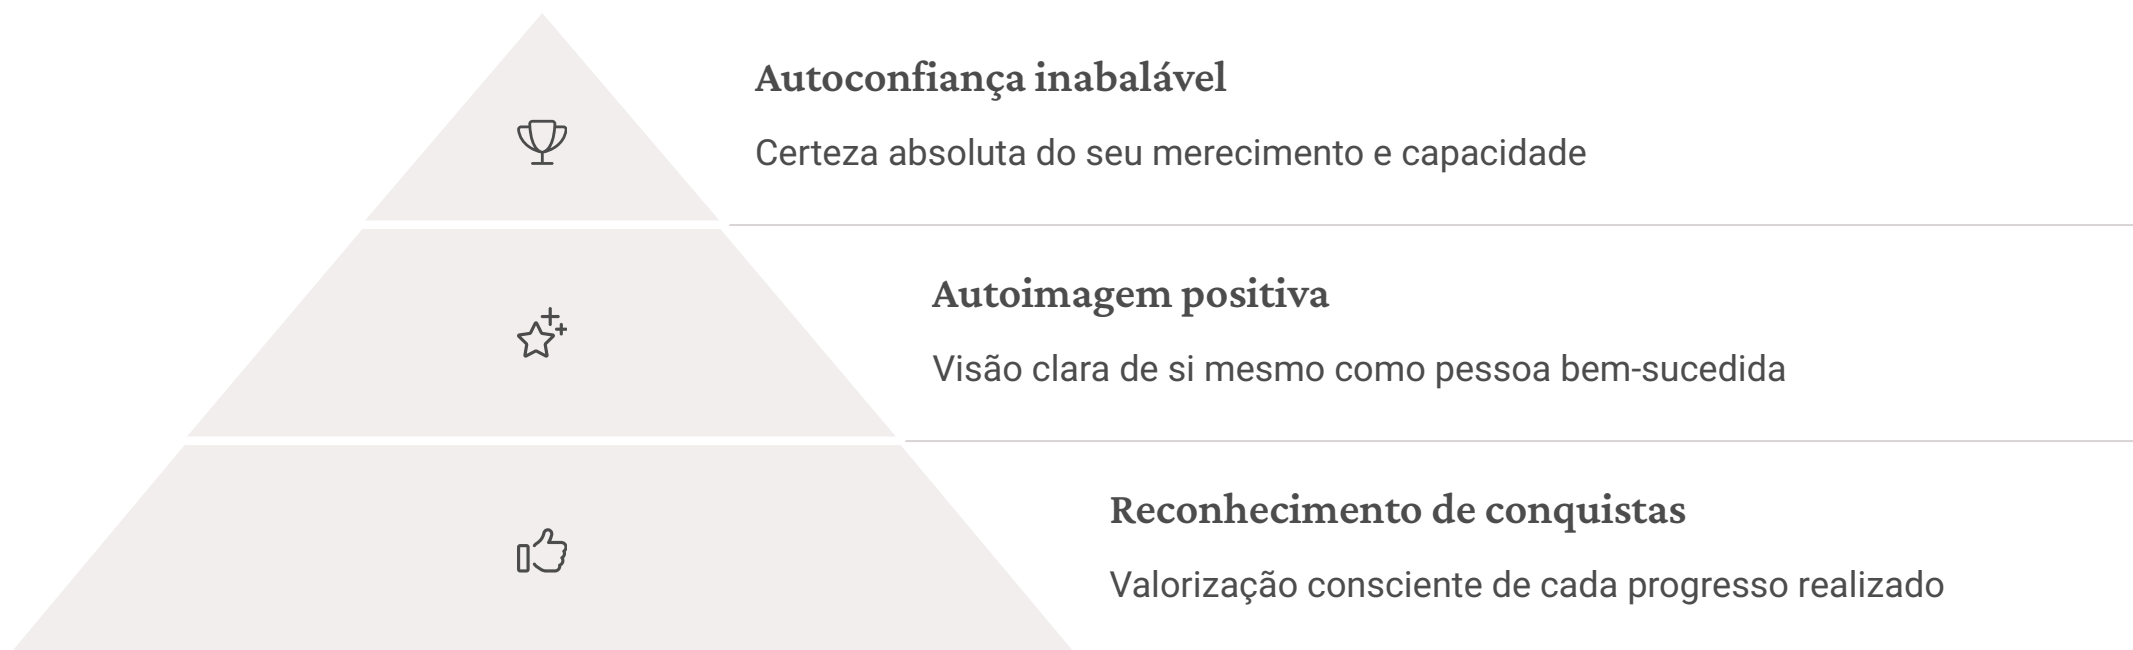 Autoconfiança inabalável
Certeza absoluta do seu merecimento e capacidade
Autoimagem positiva
Visão clara de si mesmo como pessoa bem-sucedida
Reconhecimento de conquistas
Valorização consciente de cada progresso realizado